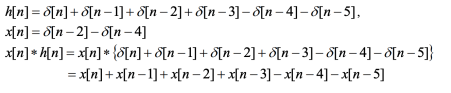 h[n] = δ[n] + δ[n−1] + δ[n−2] + δ[n−3] − δ[n−4] − δ[n−5],
x[n] = δ[n−2] − δ[n−4]
x[n] * h[n] = x[n] * {δ[n] + δ[n−1] + δ[n−2] + δ[n−3] − δ[n−4] − δ[n−5]}
= x[n] + x[n−1] + x[n−2] + x[n−3] − x[n−4] − x[n−5]